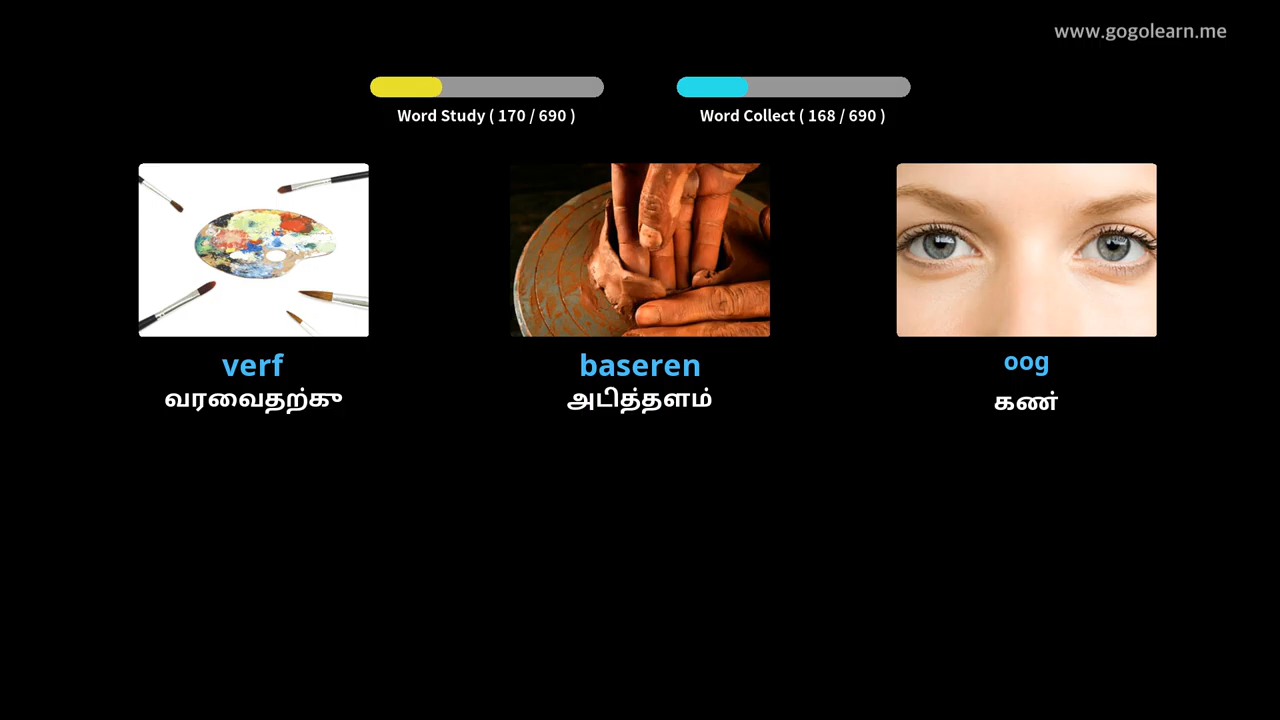 www.gogolearn.me
Word Study ( 170 / 690 )
Word Collect ( 168 / 690 )
verf
baseren
oog
வரவைதற்கு
அடித்தளம்
கண்